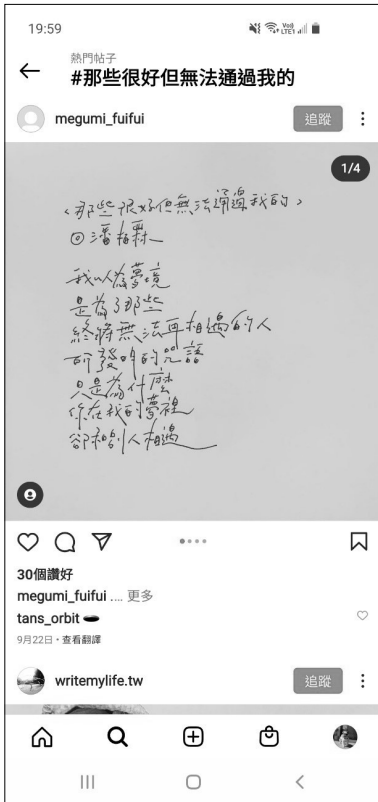 19:59
Vo)) LTE1
熱門帖子
#那些很好但無法通過我的
megumi_fuifui
追蹤
1/4
〈那些很好但無法通過我的〉
◎潘柏霖
我以為夢境
是為了那些
終將無法再相遇的人
所發明的咒語
只是為什麼
你在我的夢裡
卻和別人相遇
30個讚好
megumi_fuifui .... 更多
tans_orbit
9月22日・查看翻譯
writemylife.tw
追蹤